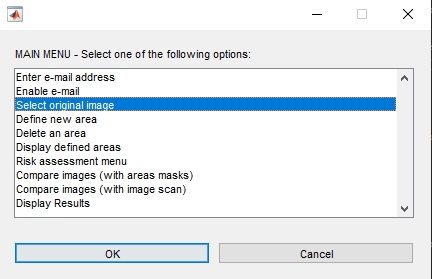 MAIN MENU - Select one of the following options:
Enter e-mail address
Enable e-mail
Select original image
Define new area
Delete an area
Display defined areas
Risk assessment menu
Compare images (with areas masks)
Compare images (with image scan)
Display Results
OK Cancel